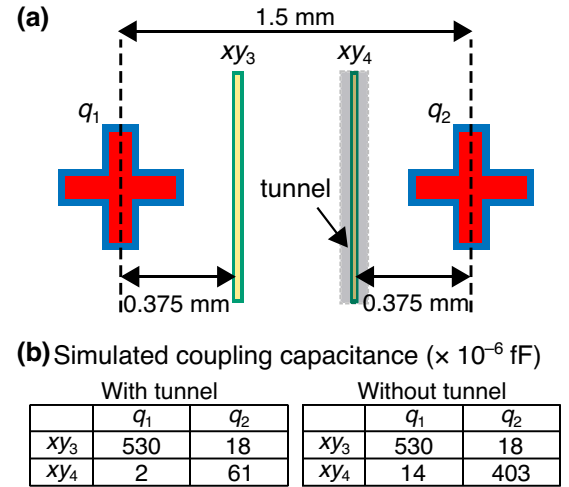 (a)
1.5 mm
xy₃ xy₄
q₁ q₂
tunnel
0.375 mm 0.375 mm
(b) Simulated coupling capacitance (× 10⁻⁶ fF)
With tunnel Without tunnel
q₁ q₂ q₁ q₂
xy₃ 530 18 xy₃ 530 18
xy₄ 2 61 xy₄ 14 403